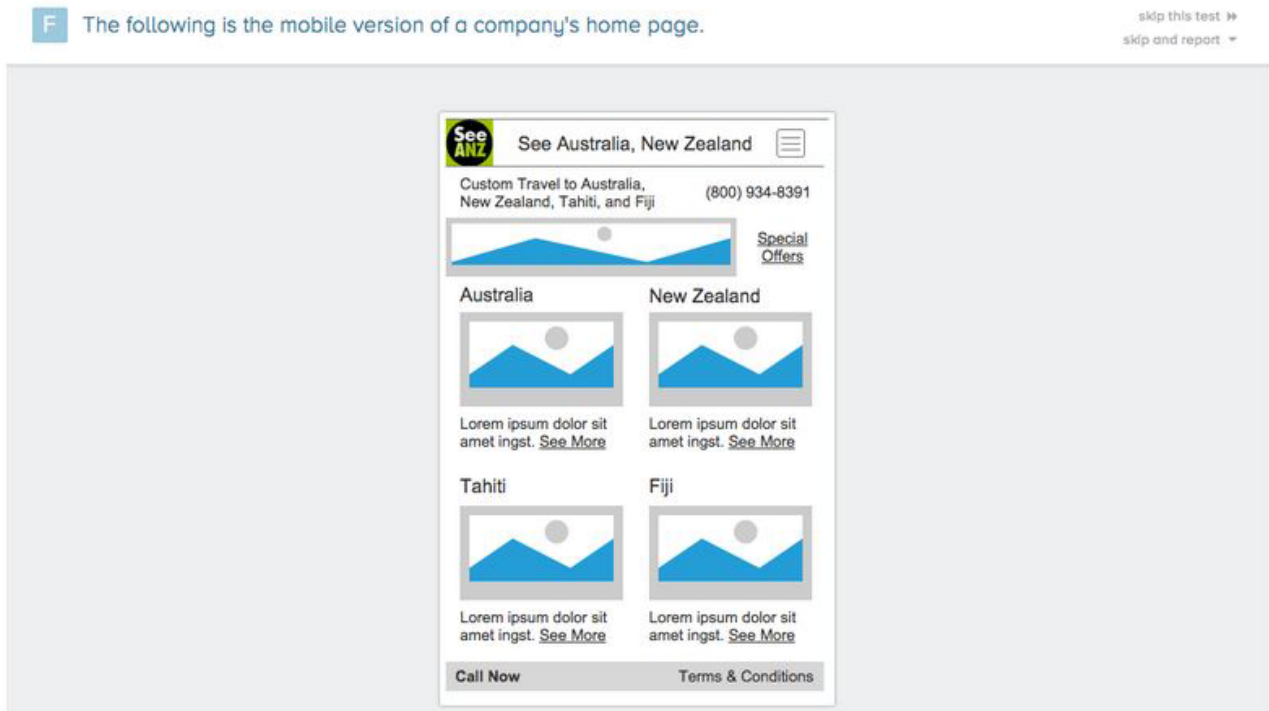 F The following is the mobile version of a company's home page.
skip this test
skip and report
See
ANZ
See Australia, New Zealand
Custom Travel to Australia,
New Zealand, Tahiti, and Fiji
(800) 934-8391
Special
Offers
Australia
New Zealand
Lorem ipsum dolor sit
amet ingst. See More
Lorem ipsum dolor sit
amet ingst. See More
Tahiti
Fiji
Lorem ipsum dolor sit
amet ingst. See More
Lorem ipsum dolor sit
amet ingst. See More
Call Now
Terms & Conditions